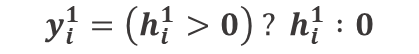 y_i^1 = (h_i^1 > 0) ? h_i^1 : 0